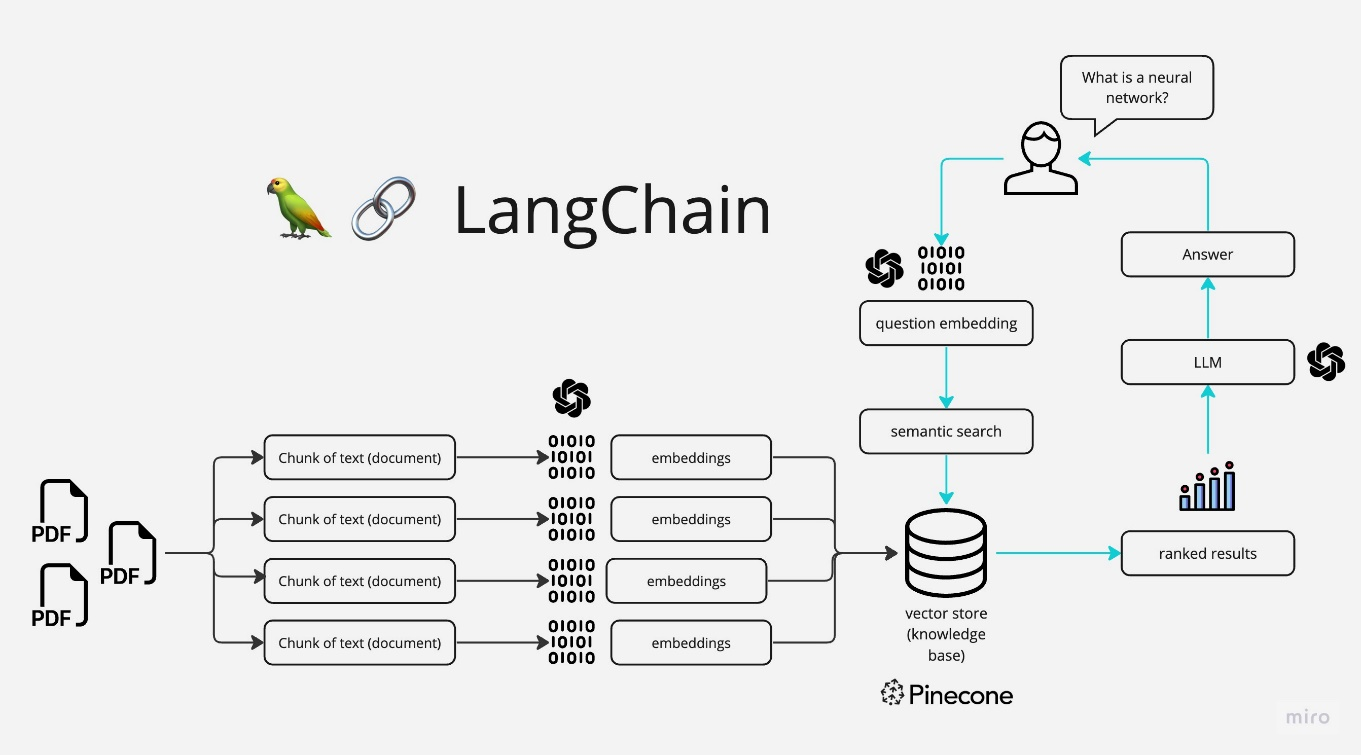 What is a neural
network?
LangChain
01010
10101
01010
Answer
question embedding
LLM
semantic search
Chunk of text (document)
01010
10101
01010
embeddings
Chunk of text (document)
01010
10101
01010
embeddings
Chunk of text (document)
01010
10101
01010
embeddings
Chunk of text (document)
01010
10101
01010
embeddings
PDF
PDF
PDF
ranked results
vector store
(knowledge
base)
Pinecone
miro